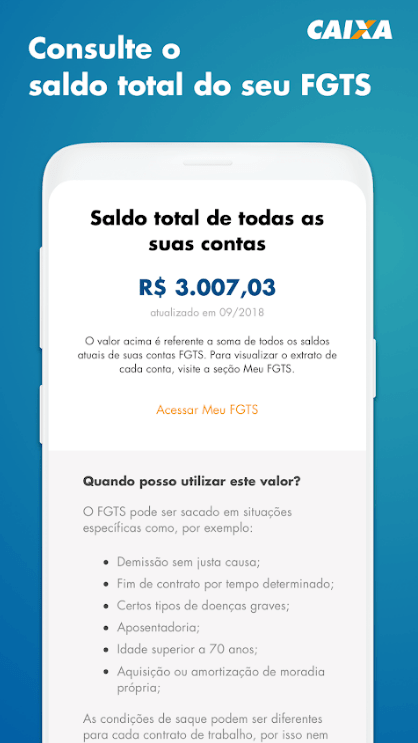 CAIXA
Consulte o
saldo total do seu FGTS
Saldo total de todas as
suas contas
R$ 3.007,03
atualizado em 09/2018
O valor acima é referente a soma de todos os saldos
atuais de suas contas FGTS. Para visualizar o extrato de
cada conta, visite a seção Meu FGTS.
Acessar Meu FGTS
Quando posso utilizar este valor?
O FGTS pode ser sacado em situações
específicas como, por exemplo:
• Demissão sem justa causa;
• Fim de contrato por tempo determinado;
• Certos tipos de doenças graves;
• Aposentadoria;
• Idade superior a 70 anos;
• Aquisição ou amortização de moradia
própria;
As condições de saque podem ser diferentes
para cada contrato de trabalho, por isso nem